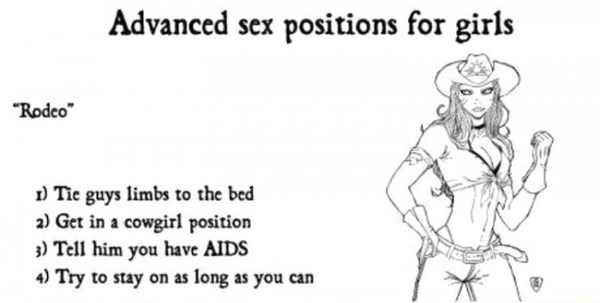 Advanced sex positions for girls
"Rodeo"
1) Tie guys limbs to the bed
2) Get in a cowgirl position
3) Tell him you have AIDS
4) Try to stay on as long as you can